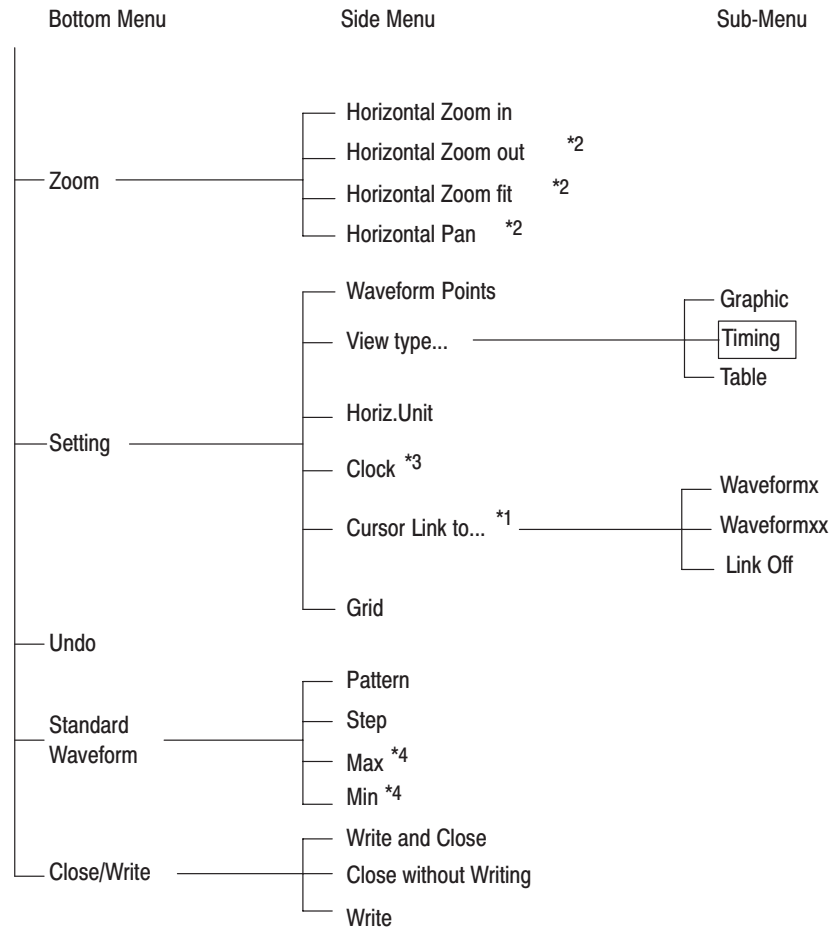 Bottom Menu Side Menu Sub-Menu
Horizontal Zoom in
Horizontal Zoom out *2
Zoom
Horizontal Zoom fit *2
Horizontal Pan *2
Waveform Points
Graphic
View type...
Timing
Table
Horiz.Unit
Setting
Clock *3
Waveformx
Cursor Link to... *1
Waveformxx
Link Off
Grid
Undo
Pattern
Standard
Waveform
Step
Max *4
Min *4
Write and Close
Close/Write
Close without Writing
Write